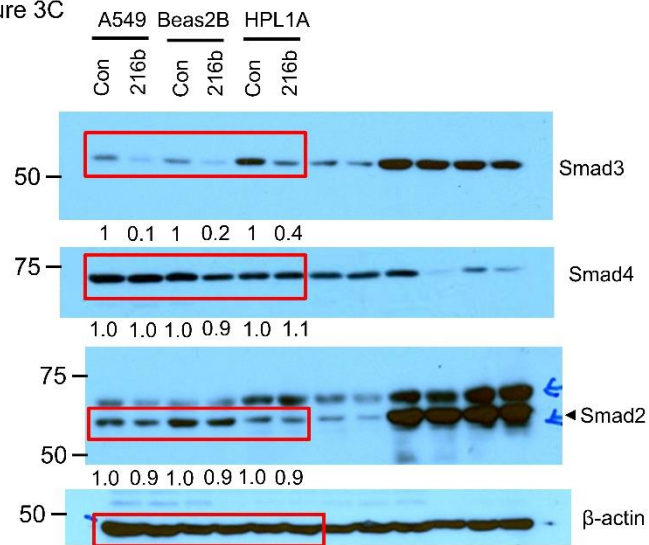 ure 3C
A549 Beas2B HPL1A
Con 216b Con 216b Con 216b
50 Smad3
1 0.1 1 0.2 1 0.4
75 Smad4
1.0 1.0 1.0 0.9 1.0 1.1
75
Smad2
50
1.0 0.9 1.0 0.9 1.0 0.9
50 β-actin